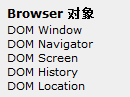 Browser 对象
DOM Window
DOM Navigator
DOM Screen
DOM History
DOM Location